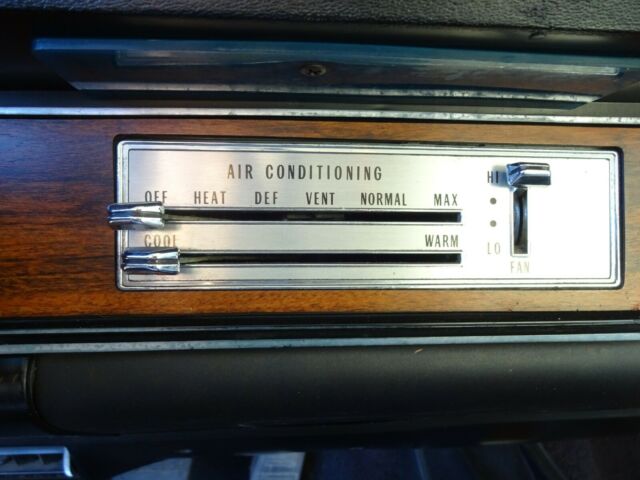 AIR CONDITIONING
OFF HEAT DEF VENT NORMAL MAX
COOL WARM
HI
LO
FAN